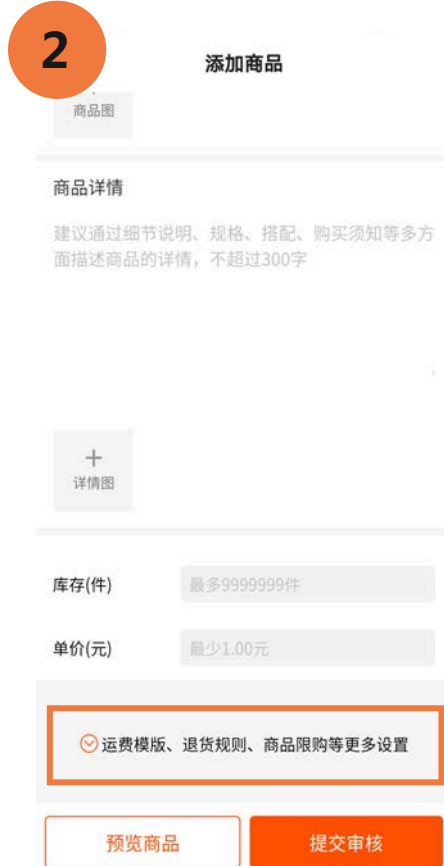 2
添加商品
商品图
商品详情
建议通过细节说明、规格、搭配、购买须知等多方
面描述商品的详情，不超过300字
+
详情图
库存(件)
最多9999999件
单价(元)
最少1.00元
运费模版、退货规则、商品限购等更多设置
预览商品
提交审核